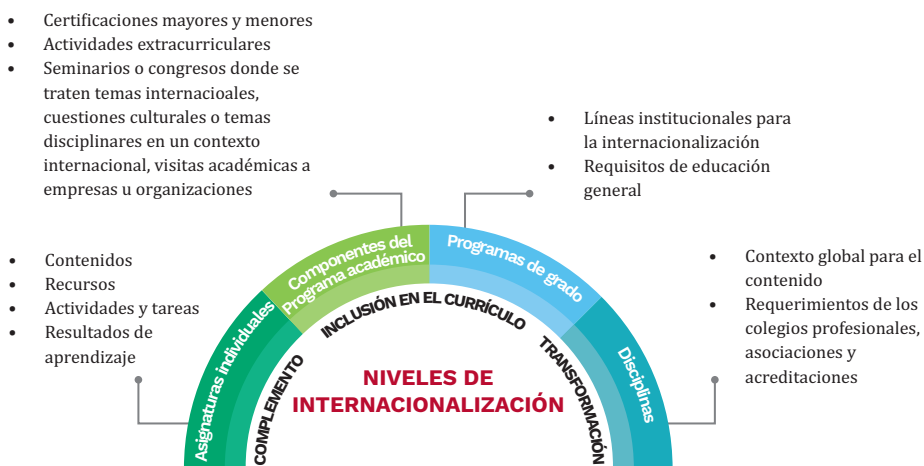 • Certificaciones mayores y menores
• Actividades extracurriculares
• Seminarios o congresos donde se
traten temas internacioales,
cuestiones culturales o temas
disciplinares en un contexto
internacional, visitas académicas a
empresas u organizaciones
• Líneas institucionales para
la internacionalización
• Requisitos de educación
general
• Contenidos
• Recursos
• Actividades y tareas
• Resultados de
aprendizaje
• Contexto global para el
contenido
• Requerimientos de los
colegios profesionales,
asociaciones y
acreditaciones
Asignaturas individuales
Componentes del
Programa académico
Programas de grado
Disciplinas
COMPLEMENTO
INCLUSIÓN EN EL CURRÍCULO
TRANSFORMACIÓN
NIVELES DE
INTERNACIONALIZACIÓN